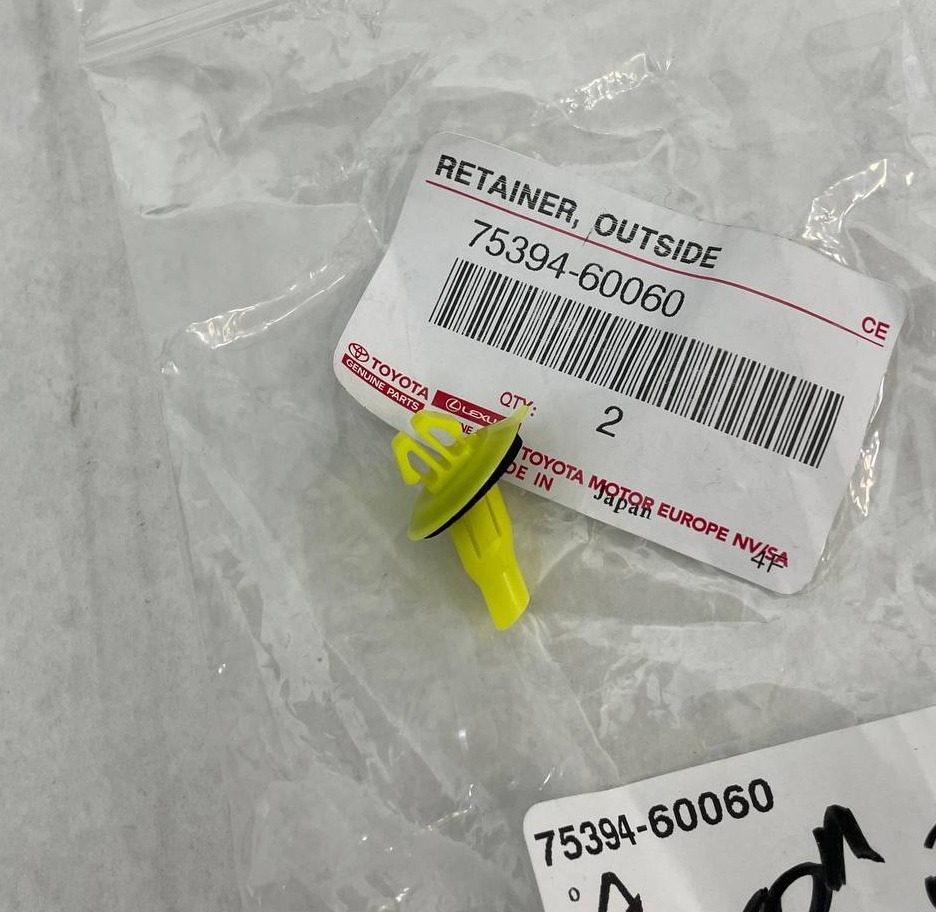 RETAINER, OUTSIDE
75394-60060
CE
TOYOTA
GENUINE PARTS
QTY: 2
TOYOTA MOTOR EUROPE NV/SA
Japan
4F
75394-60060